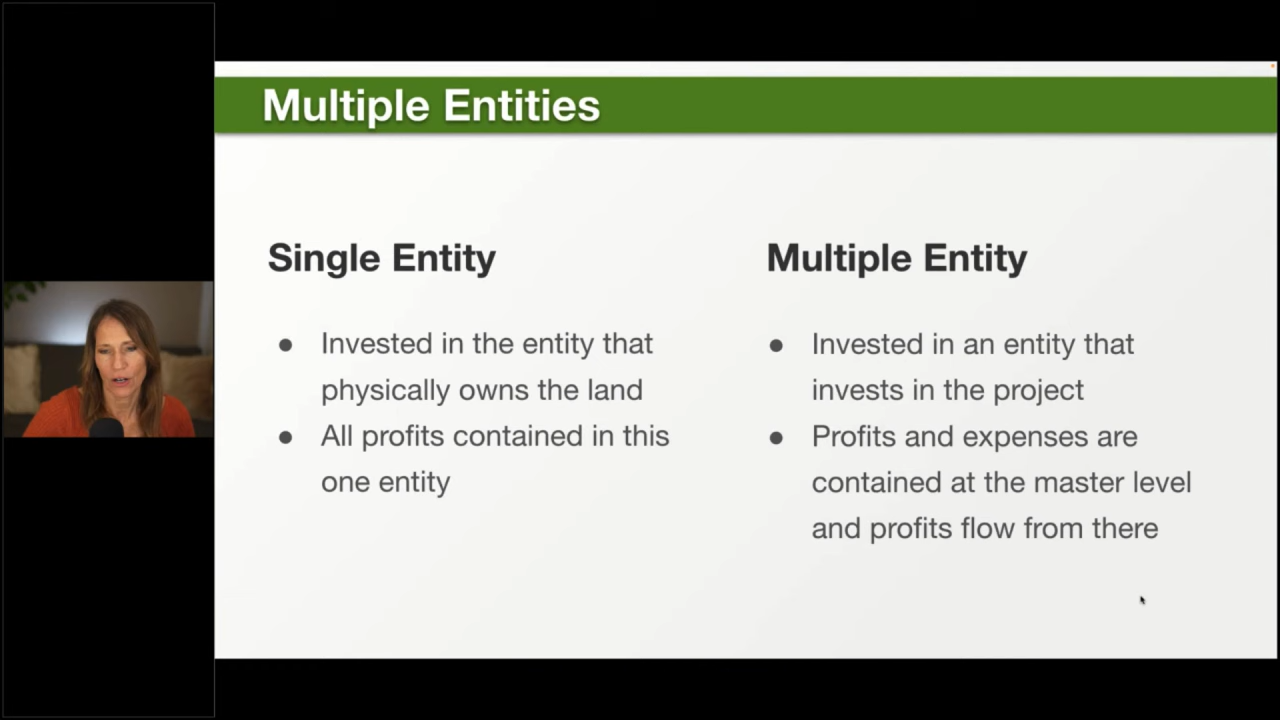 Multiple Entities
Single Entity
● Invested in the entity that
physically owns the land
● All profits contained in this
one entity
Multiple Entity
● Invested in an entity that
invests in the project
● Profits and expenses are
contained at the master level
and profits flow from there